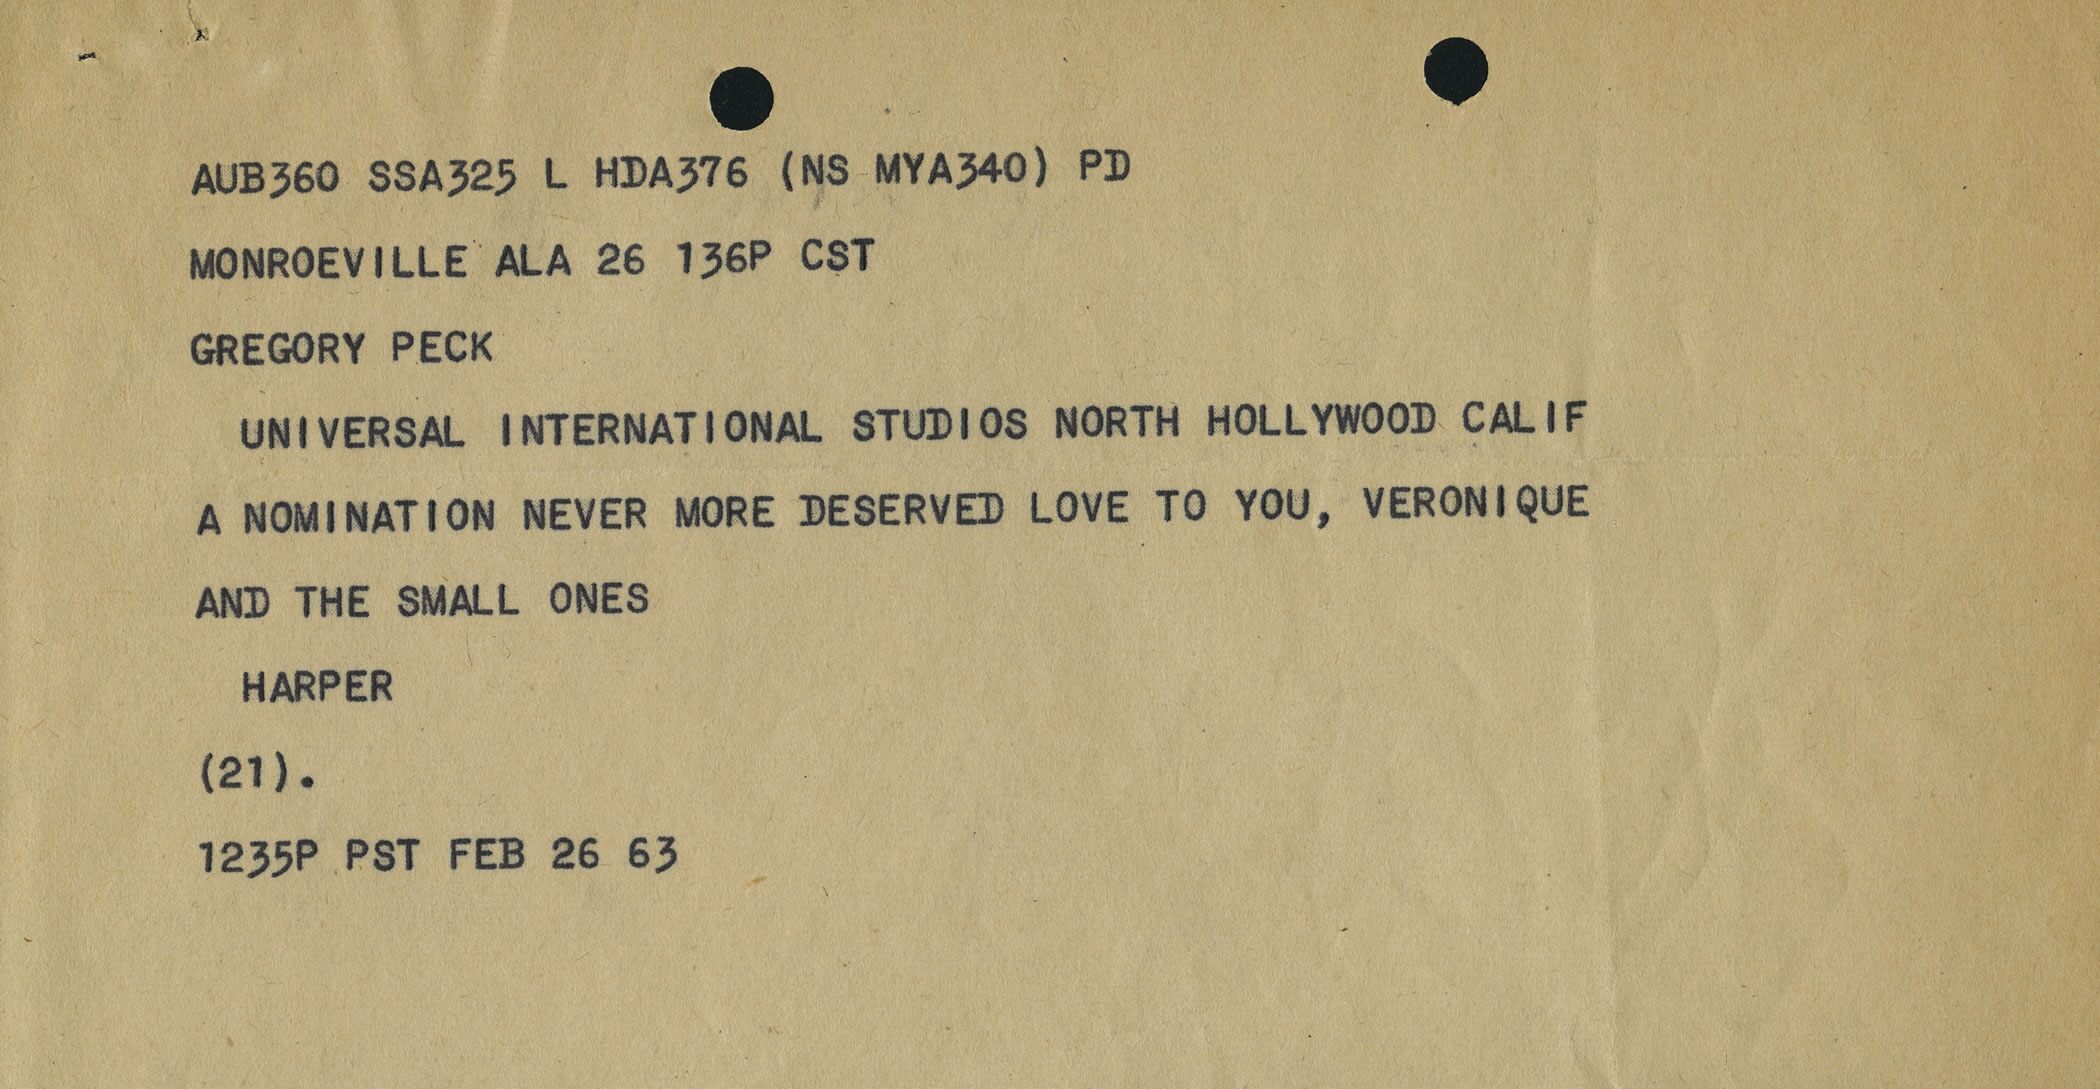 AUB360 SSA325 L HDA376 (NS MYA340) PD
MONROEVILLE ALA 26 136P CST
GREGORY PECK
UNIVERSAL INTERNATIONAL STUDIOS NORTH HOLLYWOOD CALIF
A NOMINATION NEVER MORE DESERVED LOVE TO YOU, VERONIQUE
AND THE SMALL ONES
HARPER
(21).
1235P PST FEB 26 63